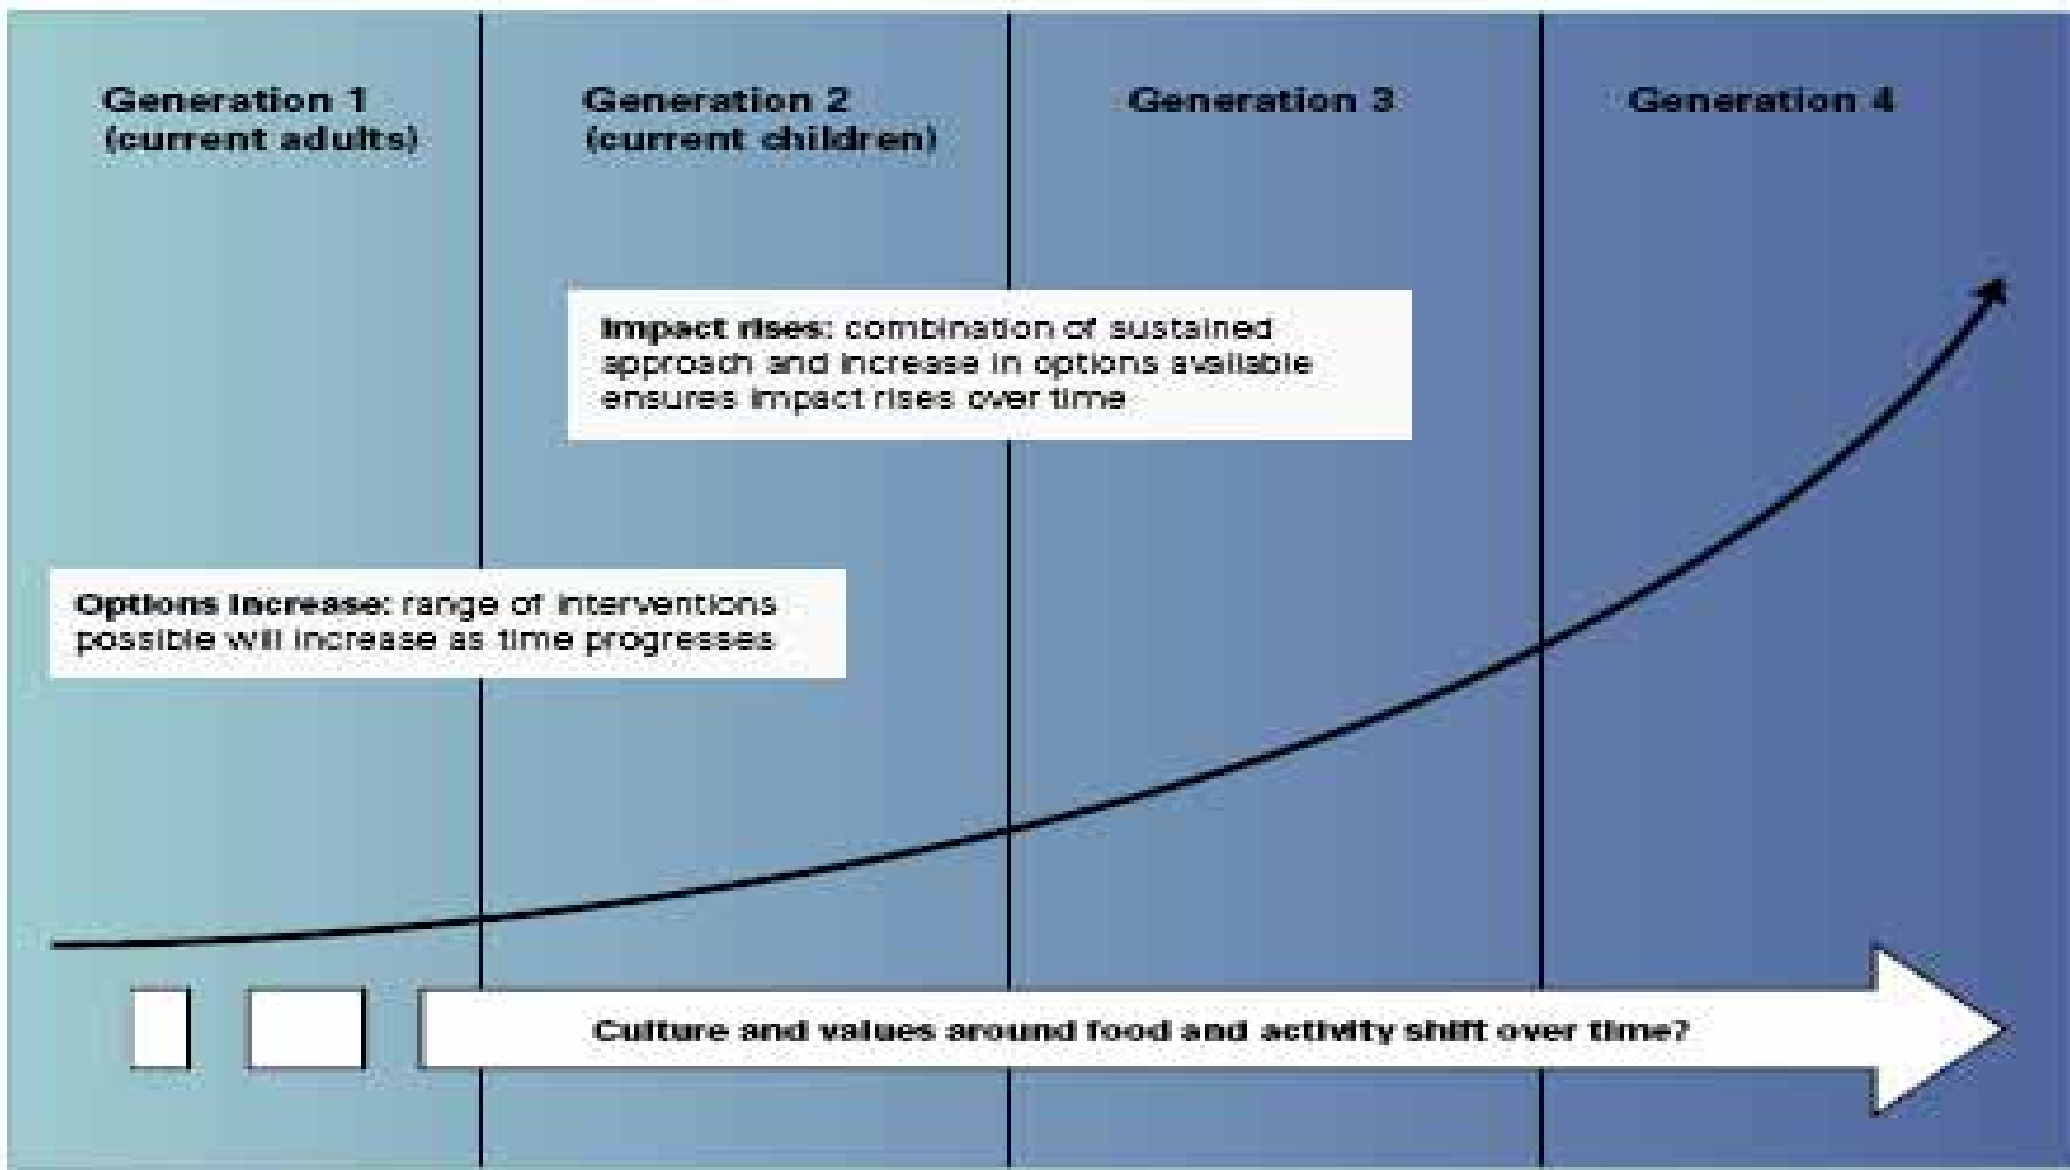 Generation 1
(current adults)
Generation 2
(current children)
Generation 3
Generation 4
Impact rises: combination of sustained
approach and increase in options available
ensures impact rises over time
Options increase: range of interventions
possible will increase as time progresses
Culture and values around food and activity shift over time?